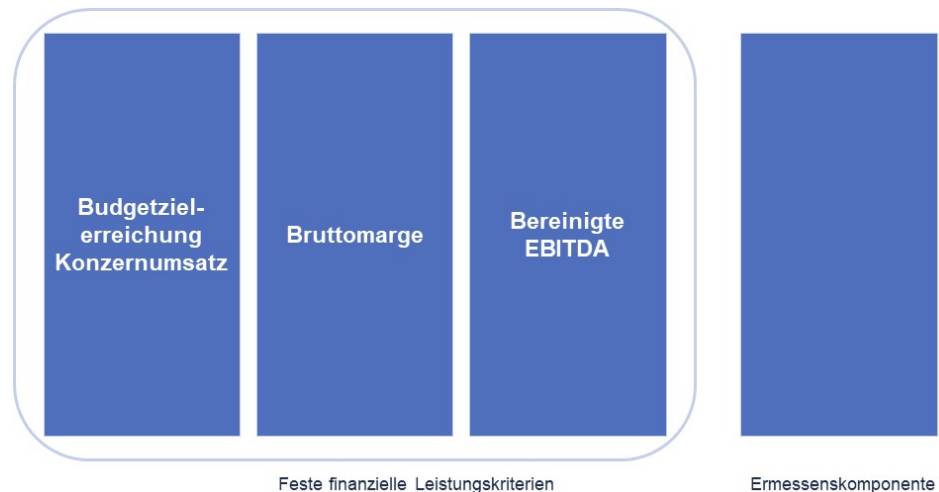 Budgetziel-
erreichung
Konzernumsatz
Bruttomarge
Bereinigte
EBITDA
Feste finanzielle Leistungskriterien
Ermessenskomponente